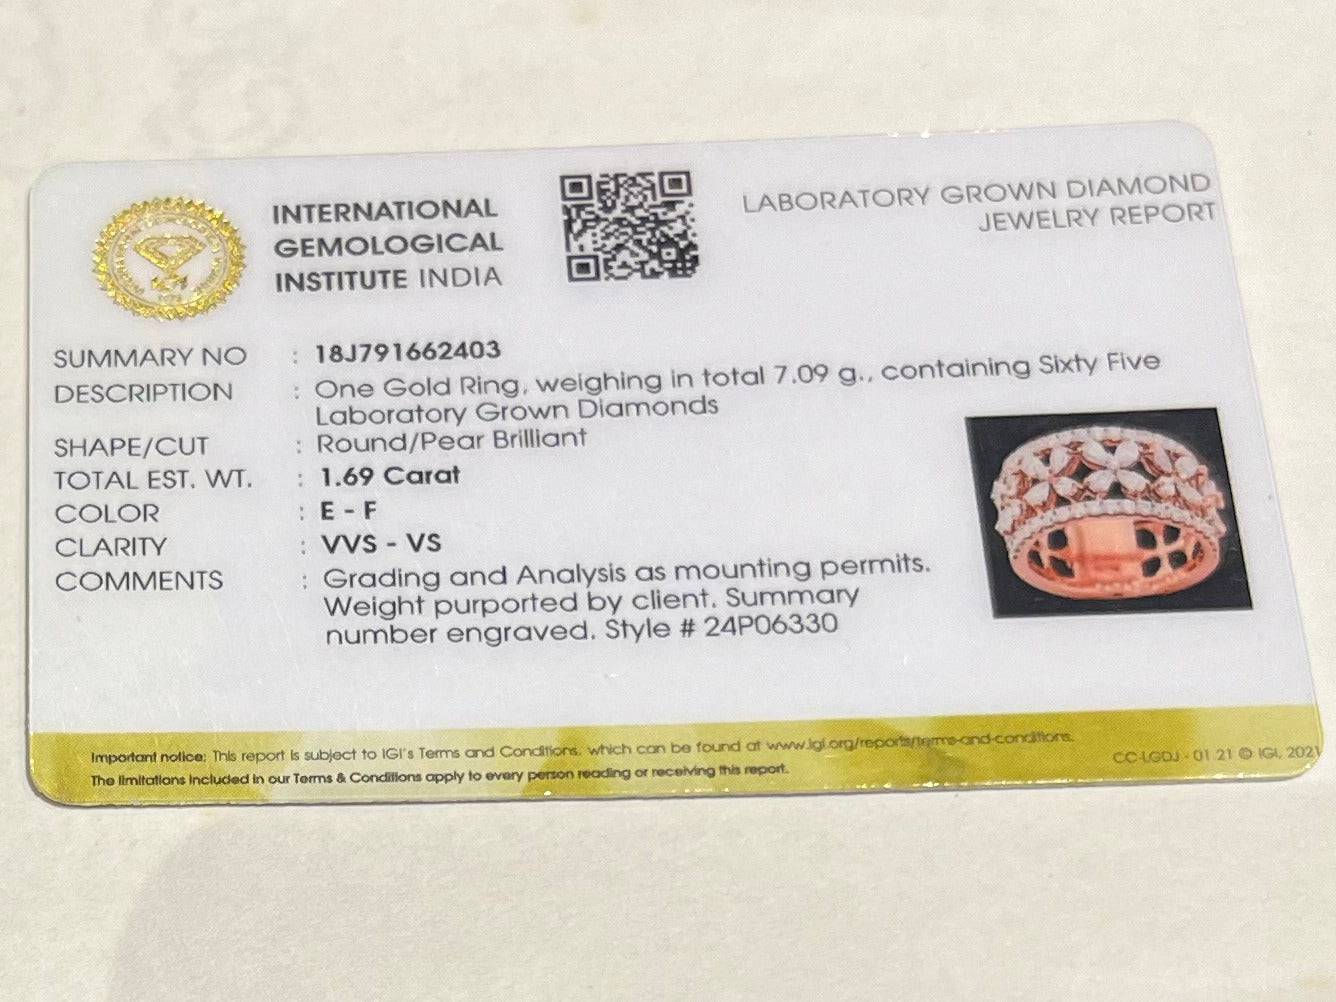 INTERNATIONAL
GEMOLOGICAL
INSTITUTE INDIA
LABORATORY GROWN DIAMOND
JEWELRY REPORT
SUMMARY NO : 18J791662403
DESCRIPTION : One Gold Ring, weighing in total 7.09 g., containing Sixty Five
Laboratory Grown Diamonds
SHAPE/CUT : Round/Pear Brilliant
TOTAL EST. WT. : 1.69 Carat
COLOR : E - F
CLARITY : VVS - VS
COMMENTS : Grading and Analysis as mounting permits.
Weight purported by client. Summary
number engraved. Style # 24P06330
Important notice: This report is subject to IGI's Terms and Conditions, which can be found at www.igi.org/reports/terms-and-conditions.
The limitations included in our Terms & Conditions apply to every person reading or receiving this report.
CC-LGDJ - 01.21 © IGI, 2021